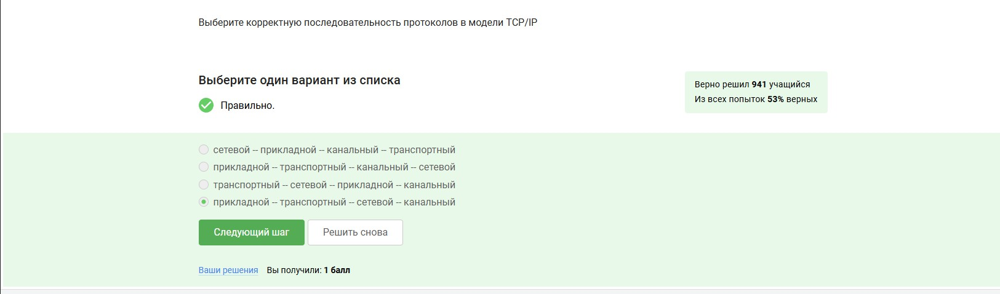 Выберите корректную последовательность протоколов в модели TCP/IP
Выберите один вариант из списка
Правильно.
Верно решил 941 учащийся
Из всех попыток 53% верных
сетевой -- прикладной -- канальный -- транспортный
прикладной -- транспортный -- канальный -- сетевой
транспортный -- сетевой -- прикладной -- канальный
прикладной -- транспортный -- сетевой -- канальный
Следующий шаг
Решить снова
Ваши решения Вы получили: 1 балл